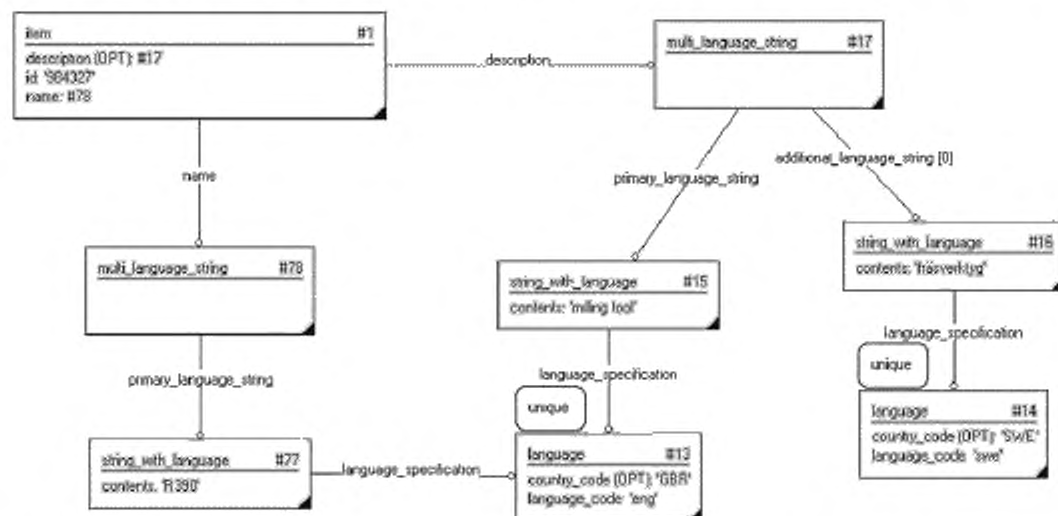 item #1
description (OPT): #17
id: '984327'
name: #78
description
multi_language_string #17
name
primary_language_string
additional_language_string [0]
multi_language_string #78
string_with_language #15
contents: 'milling tool'
string_with_language #16
contents: 'fräsverktyg'
primary_language_string
language_specification
language_specification
unique
unique
string_with_language #77
contents: 'R390'
language_specification
language #13
country_code (OPT): 'GBR'
language_code: 'eng'
language #14
country_code (OPT): 'SWE'
language_code: 'swe'